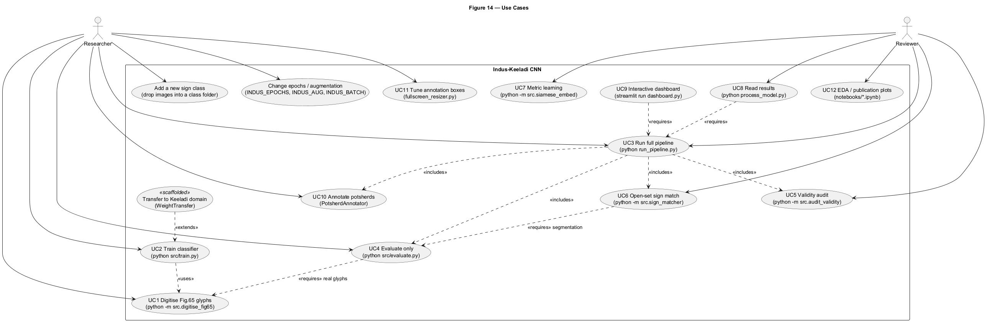 Figure 14 — Use Cases
Researcher
Reviewer
Indus-Keeladi CNN
Add a new sign class
(drop images into a class folder)
Change epochs / augmentation
(INDUS_EPOCHS, INDUS_AUG, INDUS_BATCH)
UC11 Tune annotation boxes
(fullscreen_resizer.py)
UC7 Metric learning
(python -m src.siamese_embed)
UC9 Interactive dashboard
(streamlit run dashboard.py)
UC8 Read results
(python process_model.py)
UC12 EDA / publication plots
(notebooks/*.ipynb)
«requires»
«requires»
UC3 Run full pipeline
(python run_pipeline.py)
«includes»
«includes»
«includes»
«scaffolded»
Transfer to Keeladi domain
(WeightTransfer)
UC10 Annotate potsherds
(PotsherdAnnotator)
UC6 Open-set sign match
(python -m src.sign_matcher)
UC5 Validity audit
(python -m src.audit_validity)
«includes»
«extends»
«requires» segmentation
UC2 Train classifier
(python src/train.py)
UC4 Evaluate only
(python src/evaluate.py)
«uses»
«requires» real glyphs
UC1 Digitise Fig.65 glyphs
(python -m src.digitise_fig65)